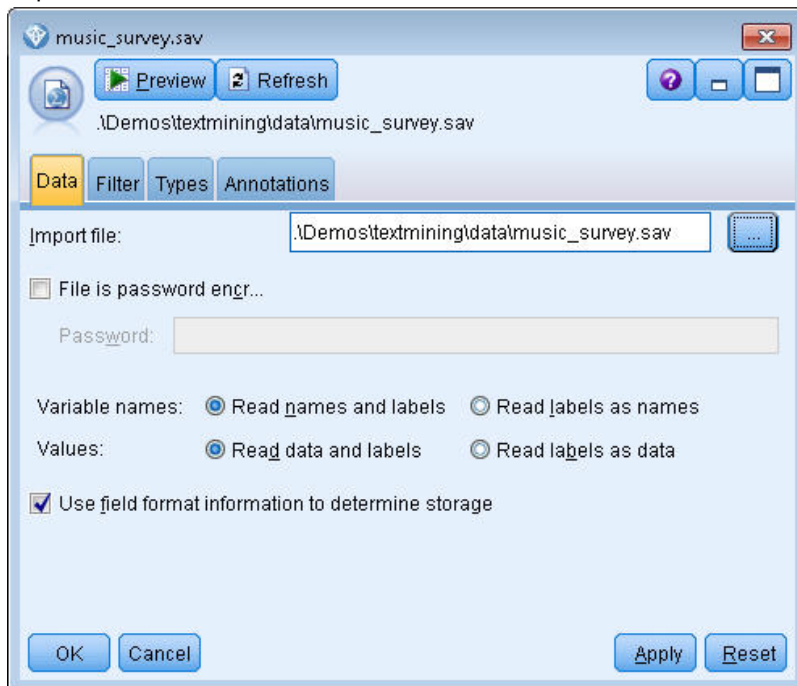 music_survey.sav
Preview Refresh
.\Demos\textmining\data\music_survey.sav
Data Filter Types Annotations
Import file: .\Demos\textmining\data\music_survey.sav ...
File is password encr...
Password:
Variable names: Read names and labels Read labels as names
Values: Read data and labels Read labels as data
Use field format information to determine storage
OK Cancel Apply Reset